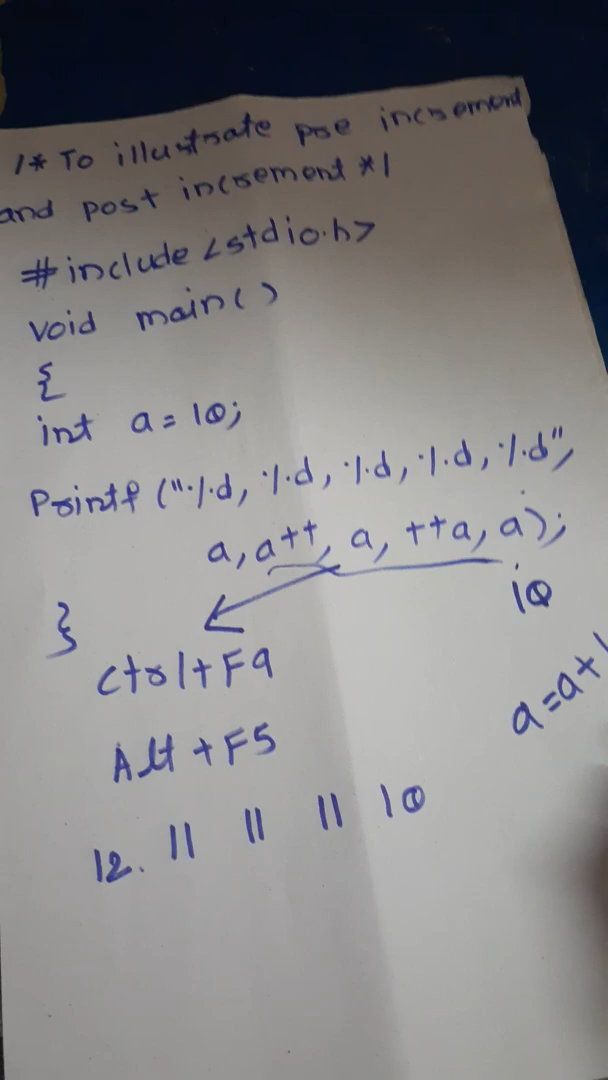 /* To illustrate pre increment
and post increment */
#include <stdio.h>
void main()
{
int a = 10;
Printf ("%d, %d, %d, %d, %d",
a, a++, a, ++a, a);
10
}
Ctrl + F9
a = a + 1
Alt + F5
12. 11 11 11 10